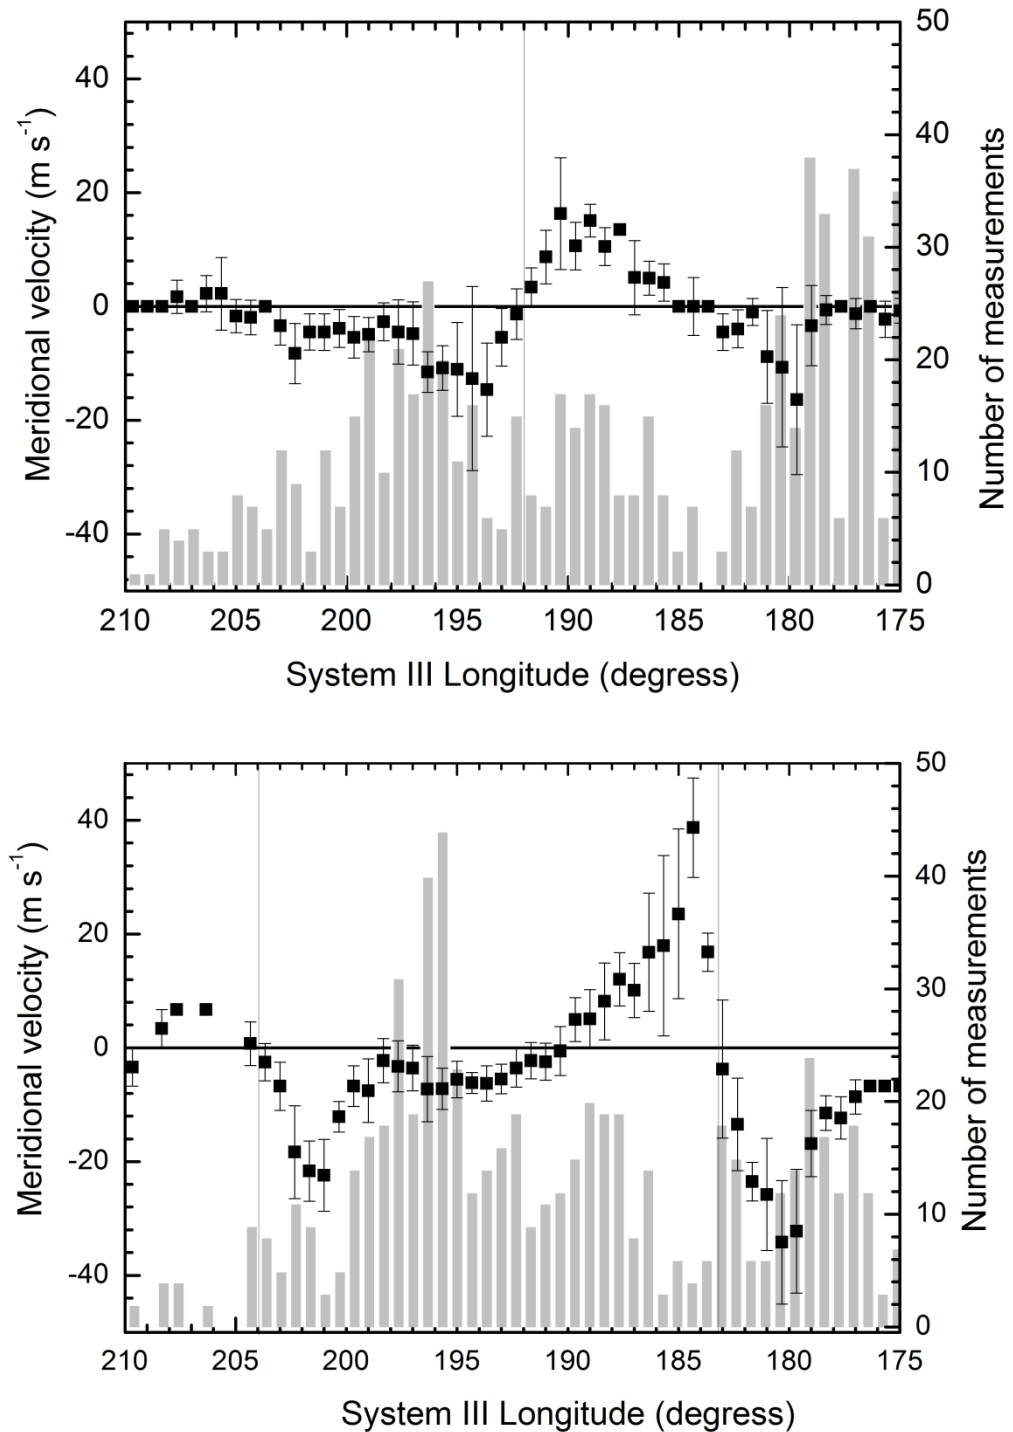 50
40
40
20
30
0
20
-20
10
-40
0
Meridional velocity (m s⁻¹)
Number of measurements
210 205 200 195 190 185 180 175
System III Longitude (degress)
50
40
40
20
30
0
20
-20
10
-40
0
Meridional velocity (m s⁻¹)
Number of measurements
210 205 200 195 190 185 180 175
System III Longitude (degress)